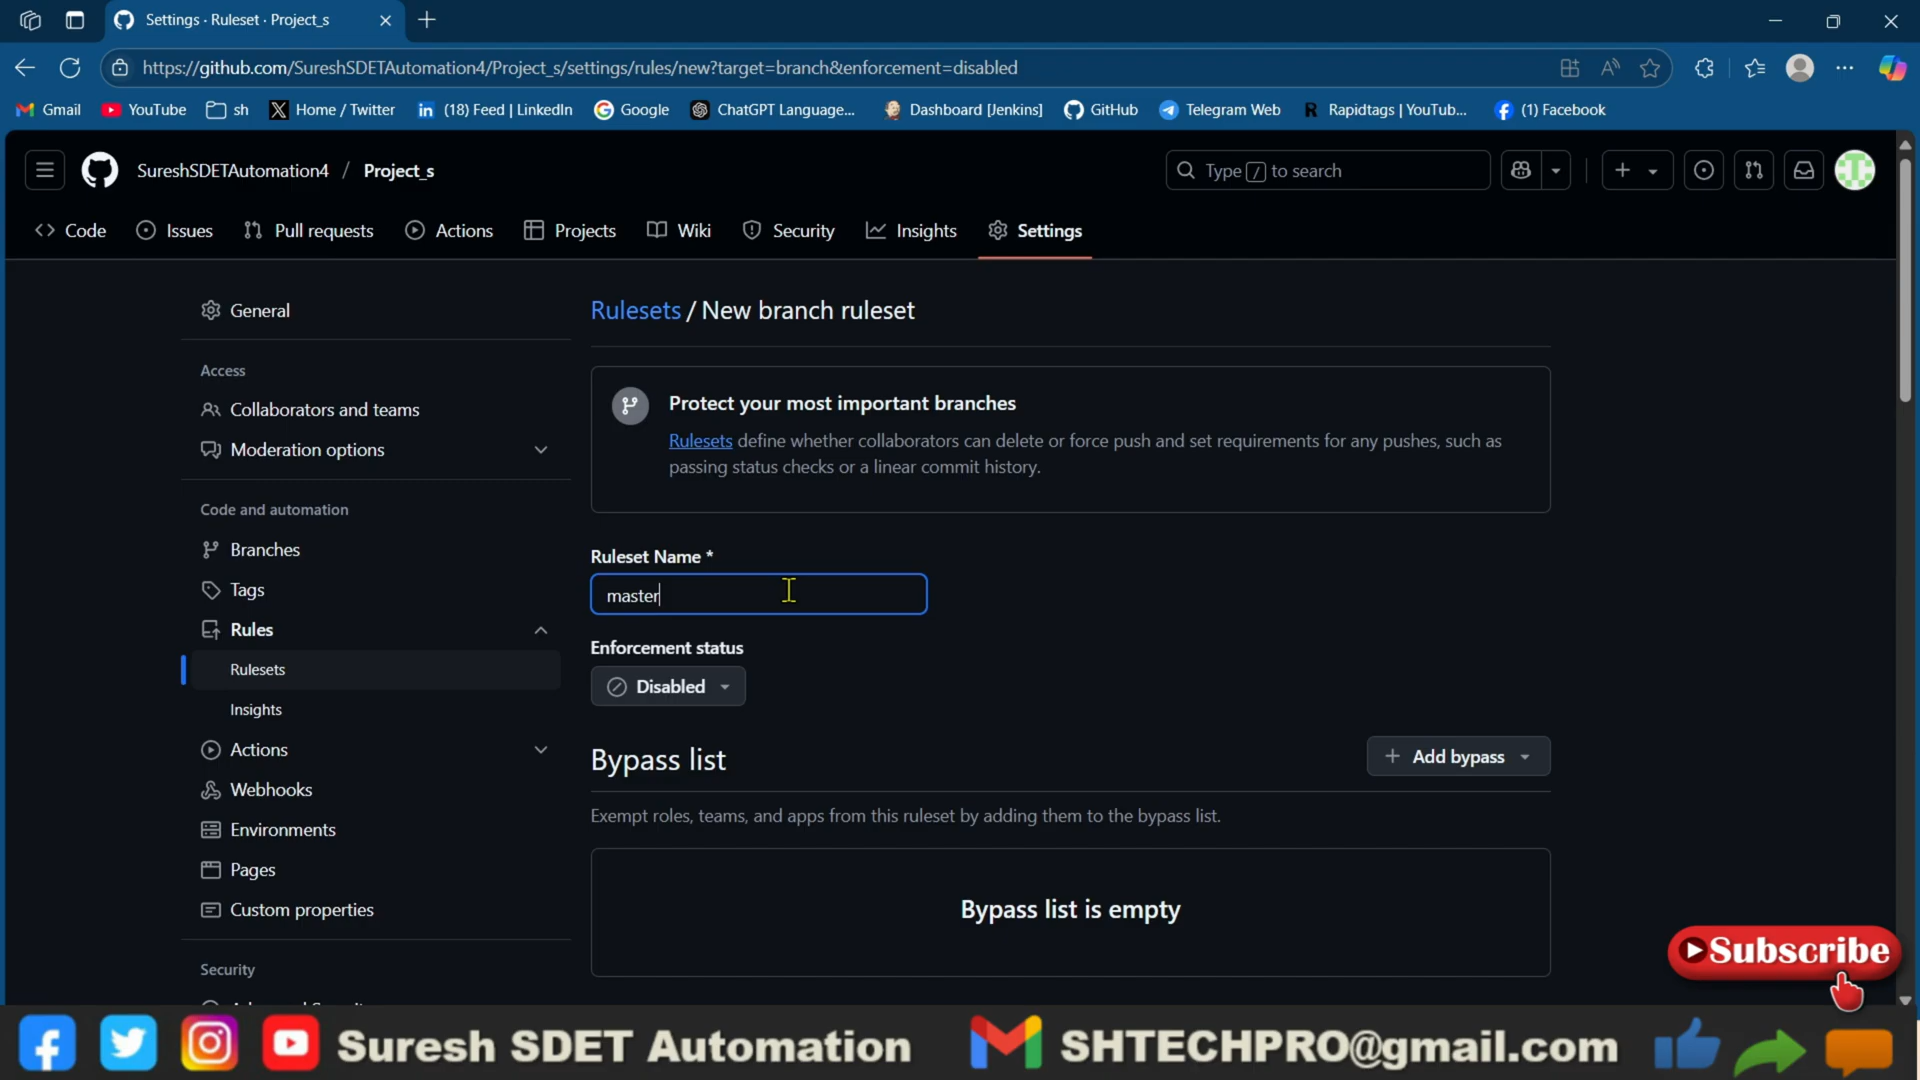 Settings · Ruleset · Project_s
https://github.com/SureshSDETAutomation4/Project_s/settings/rules/new?target=branch&enforcement=disabled
Gmail YouTube sh Home / Twitter (18) Feed | LinkedIn Google ChatGPT Language... Dashboard [Jenkins] GitHub Telegram Web Rapidtags | YouTub... (1) Facebook
SureshSDETAutomation4 / Project_s
Type / to search
Code Issues Pull requests Actions Projects Wiki Security Insights Settings
General
Access
Collaborators and teams
Moderation options
Code and automation
Branches
Tags
Rules
Rulesets
Insights
Actions
Webhooks
Environments
Pages
Custom properties
Security
Rulesets / New branch ruleset
Protect your most important branches
Rulesets define whether collaborators can delete or force push and set requirements for any pushes, such as
passing status checks or a linear commit history.
Ruleset Name *
master
Enforcement status
Disabled
Bypass list
Add bypass
Exempt roles, teams, and apps from this ruleset by adding them to the bypass list.
Bypass list is empty
Subscribe
Suresh SDET Automation
SHTECHPRO@gmail.com